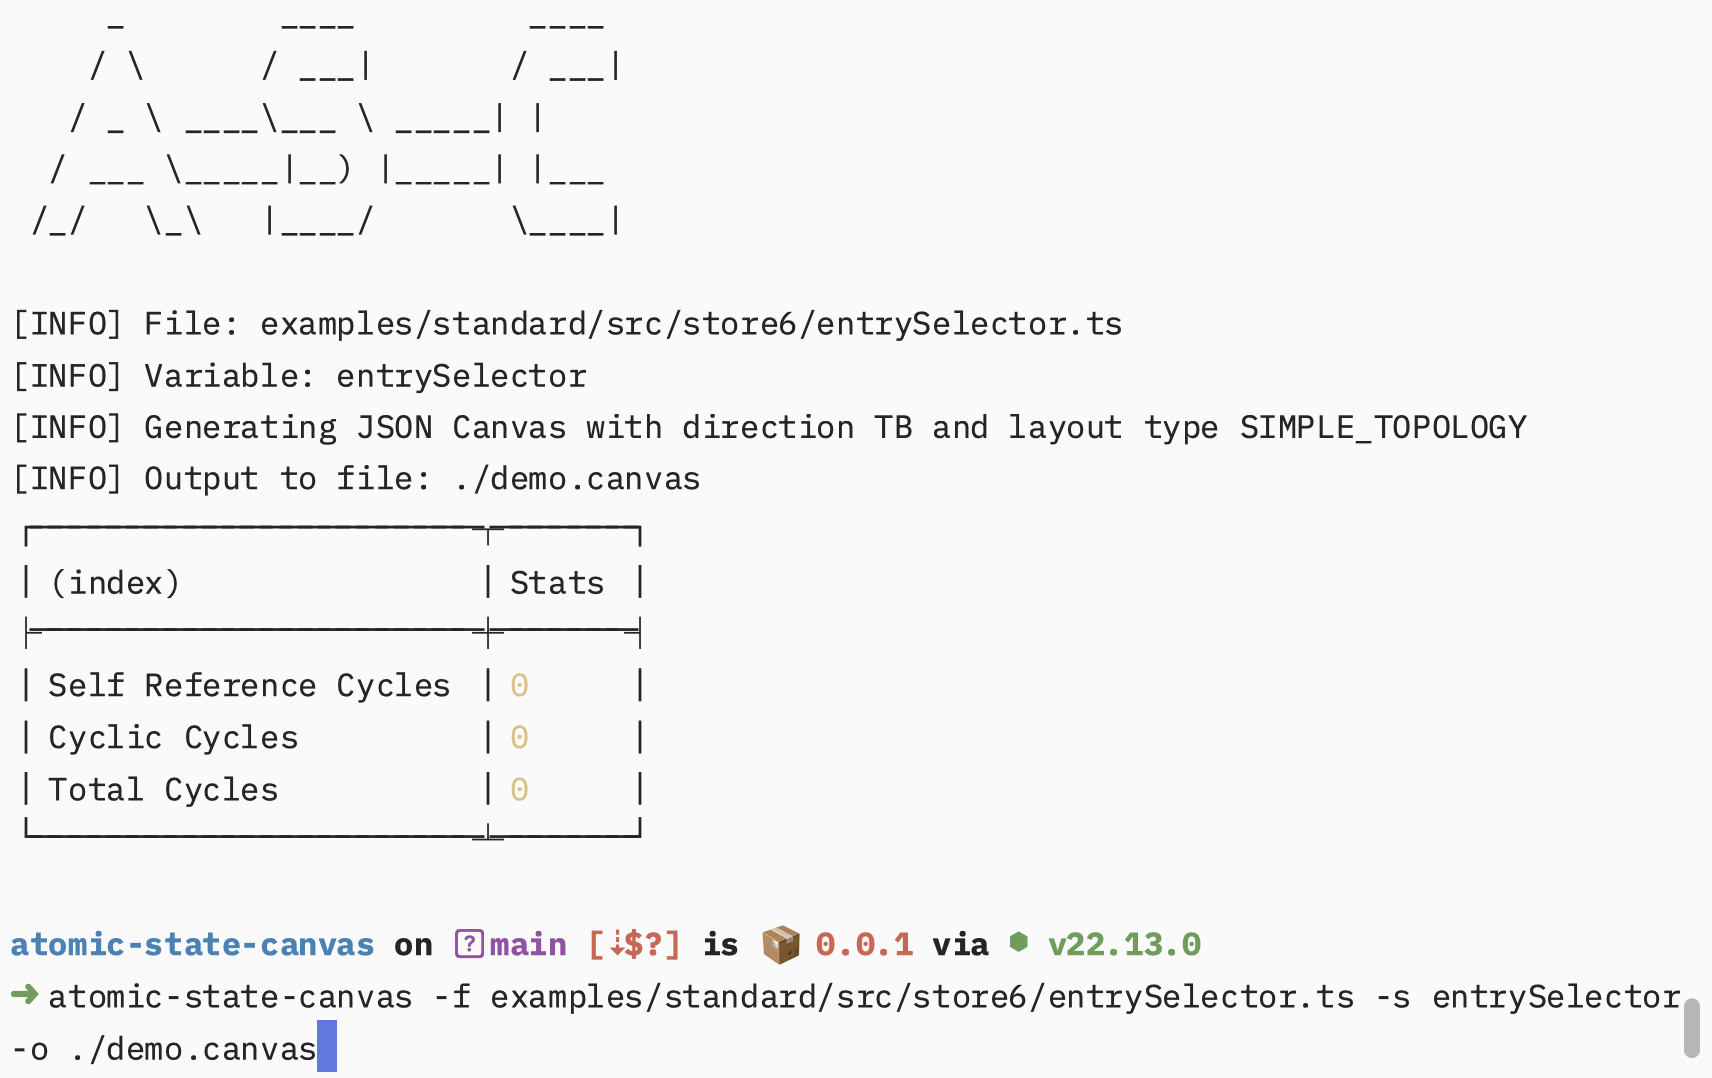 _         ____          ____
    / \      / ___|        / ___|
   / _ \ ____\___ \ _____| |
  / ___ \_____|__) |_____| |___
 /_/   \_\   |____/       \____|
[INFO] File: examples/standard/src/store6/entrySelector.ts
[INFO] Variable: entrySelector
[INFO] Generating JSON Canvas with direction TB and layout type SIMPLE_TOPOLOGY
[INFO] Output to file: ./demo.canvas
(index) Stats
Self Reference Cycles 0
Cyclic Cycles 0
Total Cycles 0
atomic-state-canvas on [?]main [⇣$?] is 📦 0.0.1 via ⬢ v22.13.0
➜ atomic-state-canvas -f examples/standard/src/store6/entrySelector.ts -s entrySelector
-o ./demo.canvas